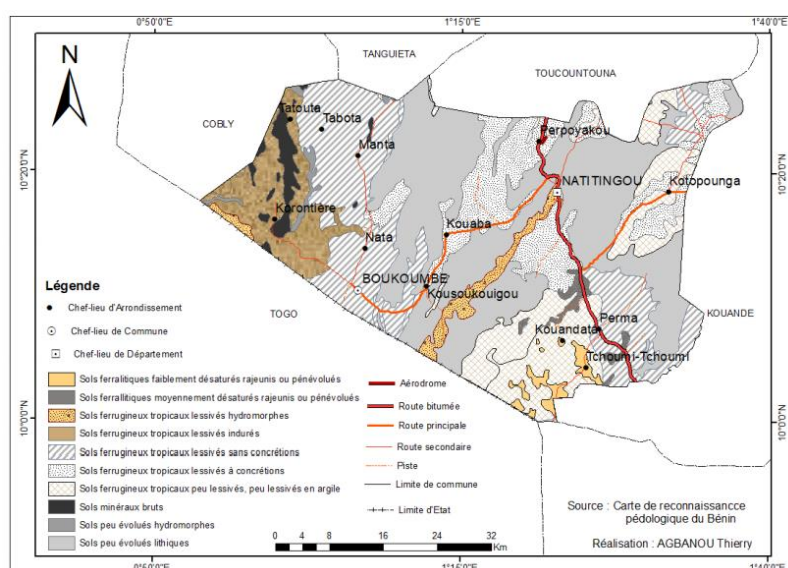 0°50'0"E 1°15'0"E 1°40'0"E
N
TANGUIETA
TOUCOUNTOUNA
COBLY
Tatouta
Tabota
Perpoyakou
Manta
10°20'0"N 10°20'0"N
NATITINGOU
Kotopounga
Korontière
Kouaba
Nata
BOUKOUMBE
Kousoukouigou
TOGO
KOUANDE
Perma
Kouandata
Tchoumi-Tchoumi
10°0'0"N 10°0'0"N
Légende
Chef-lieu d'Arrondissement
Chef-lieu de Commune
Chef-lieu de Département
Sols ferralitiques faiblement désaturés rajeunis ou pénévolués
Sols ferrallitiques moyennement désaturés rajeunis ou pénévolués
Sols ferrugineux tropicaux lessivés hydromorphes
Sols ferrugineux tropicaux lessivés indurés
Sols ferrugineux tropicaux lessivés sans concrétions
Sols ferrugineux tropicaux lessivés à concrétions
Sols ferrugineux tropicaux peu lessivés, peu lessivés en argile
Sols minéraux bruts
Sols peu évolués hydromorphes
Sols peu évolués lithiques
Aérodrome
Route bitumée
Route principale
Route secondaire
Piste
Limite de commune
Limite d'Etat
0 4 8 16 24 32
Km
Source : Carte de reconnaissancce
pédologique du Bénin
Réalisation : AGBANOU Thierry
0°50'0"E 1°15'0"E 1°40'0"E